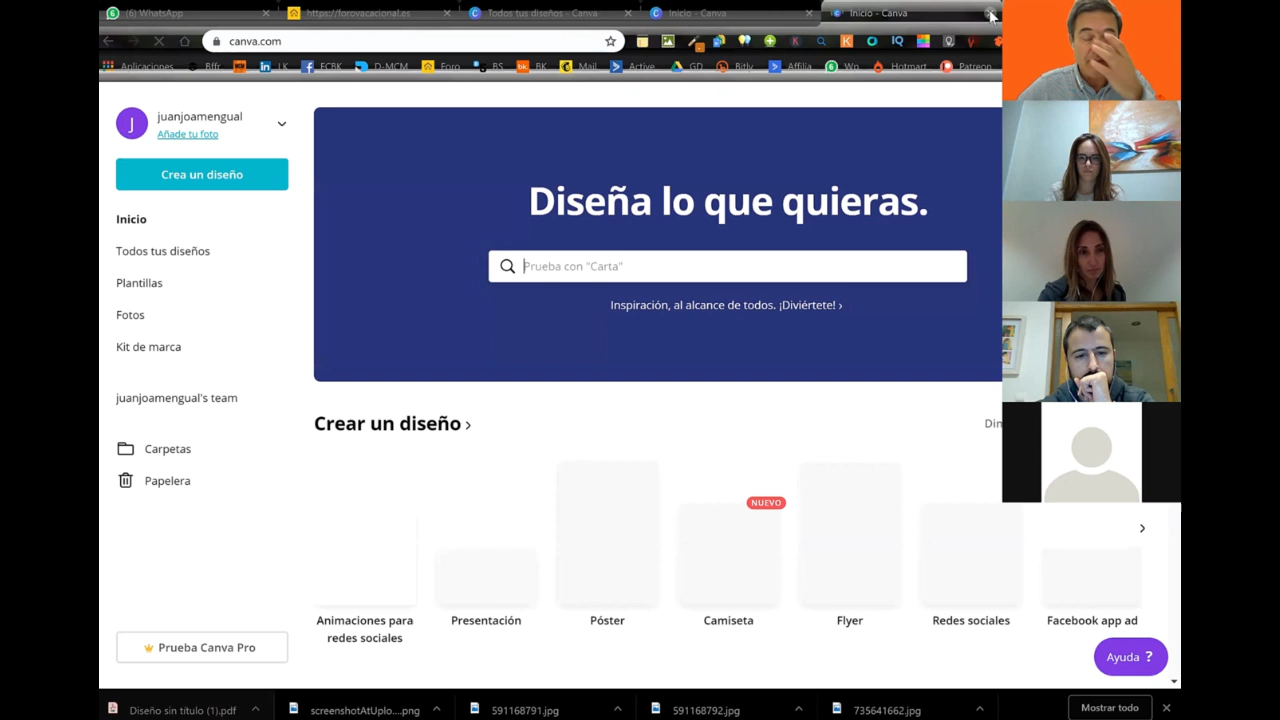 (6) WhatsApp
https://forovacacional.es
Todos tus diseños - Canva
Inicio - Canva
Inicio - Canva
canva.com
Aplicaciones
Bffr
LK
FCBK
D-MCM
Foro
BS
BK
Mail
Active
GD
Bitly
Affilia
Wp
Hotmart
Patreon
juanjoamengual
Añade tu foto
Crea un diseño
Inicio
Todos tus diseños
Plantillas
Fotos
Kit de marca
juanjoamengual's team
Carpetas
Papelera
Prueba Canva Pro
Diseña lo que quieras.
Prueba con "Carta"
Inspiración, al alcance de todos. ¡Diviértete! ›
Crear un diseño ›
Din
NUEVO
Animaciones para
redes sociales
Presentación
Póster
Camiseta
Flyer
Redes sociales
Facebook app ad
Ayuda ?
Diseño sin título (1).pdf
screenshotAtUplo....png
591168791.jpg
591168792.jpg
735641662.jpg
Mostrar todo